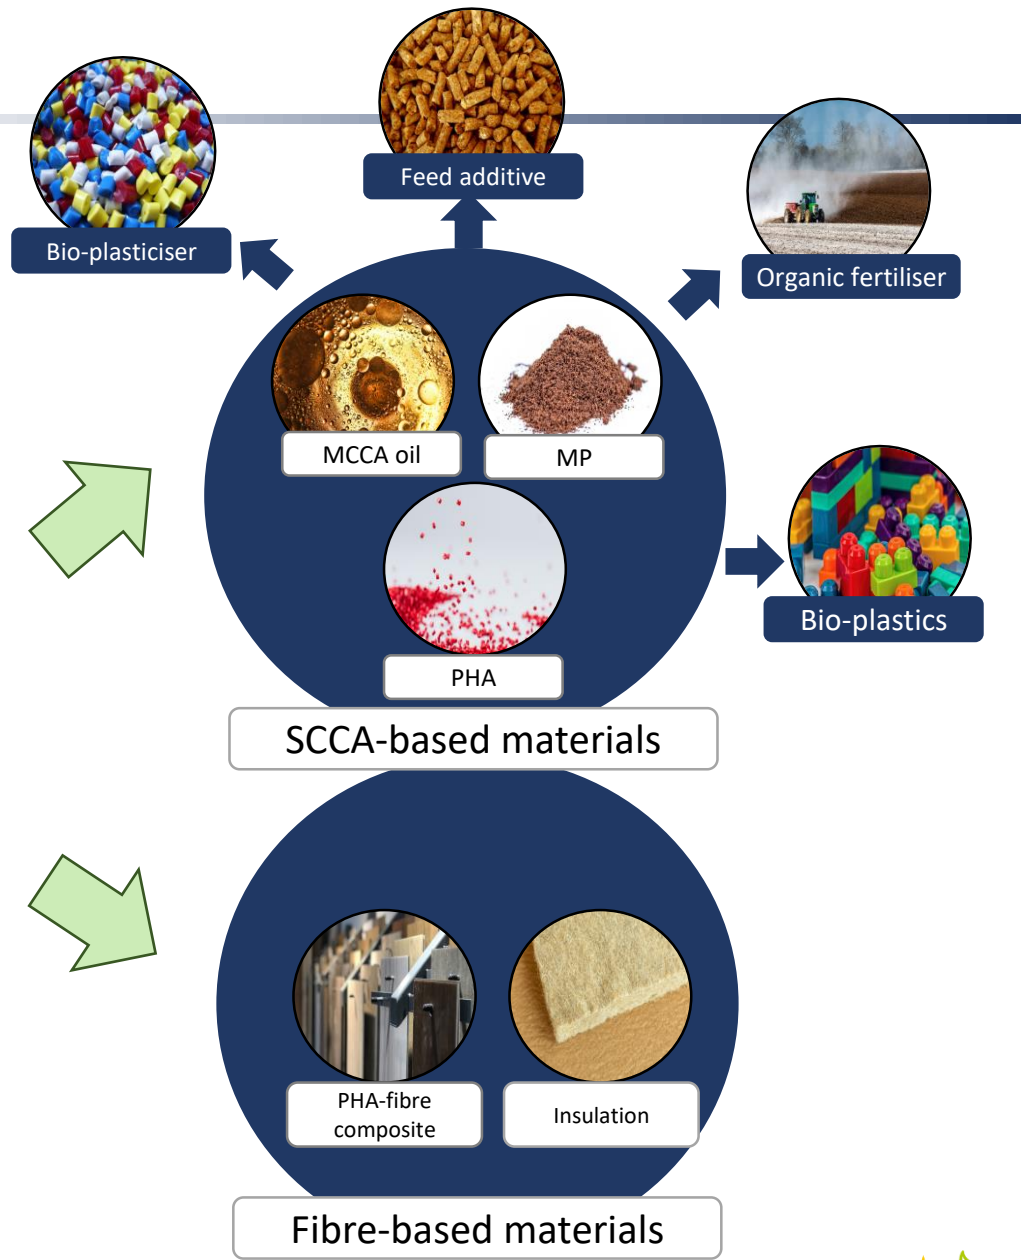 Feed additive
Bio-plasticiser
Organic fertiliser
MCCA oil
MP
Bio-plastics
PHA
SCCA-based materials
PHA-fibre
composite
Insulation
Fibre-based materials